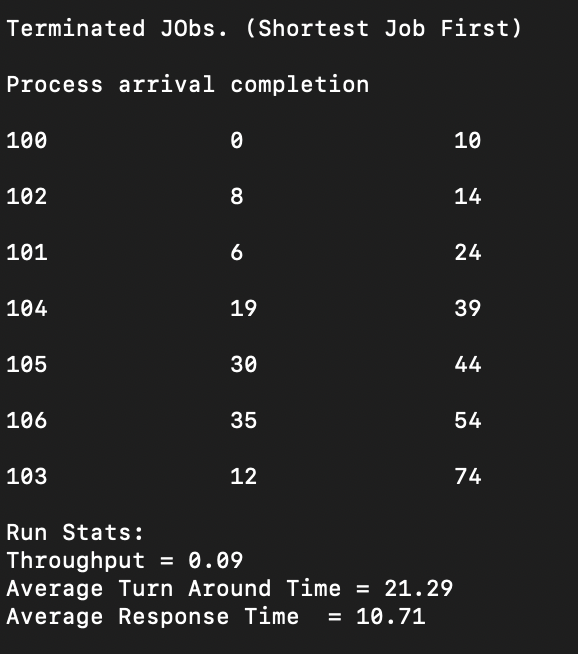 Terminated JObs. (Shortest Job First)
Process arrival completion
100 0 10
102 8 14
101 6 24
104 19 39
105 30 44
106 35 54
103 12 74
Run Stats:
Throughput = 0.09
Average Turn Around Time = 21.29
Average Response Time  = 10.71